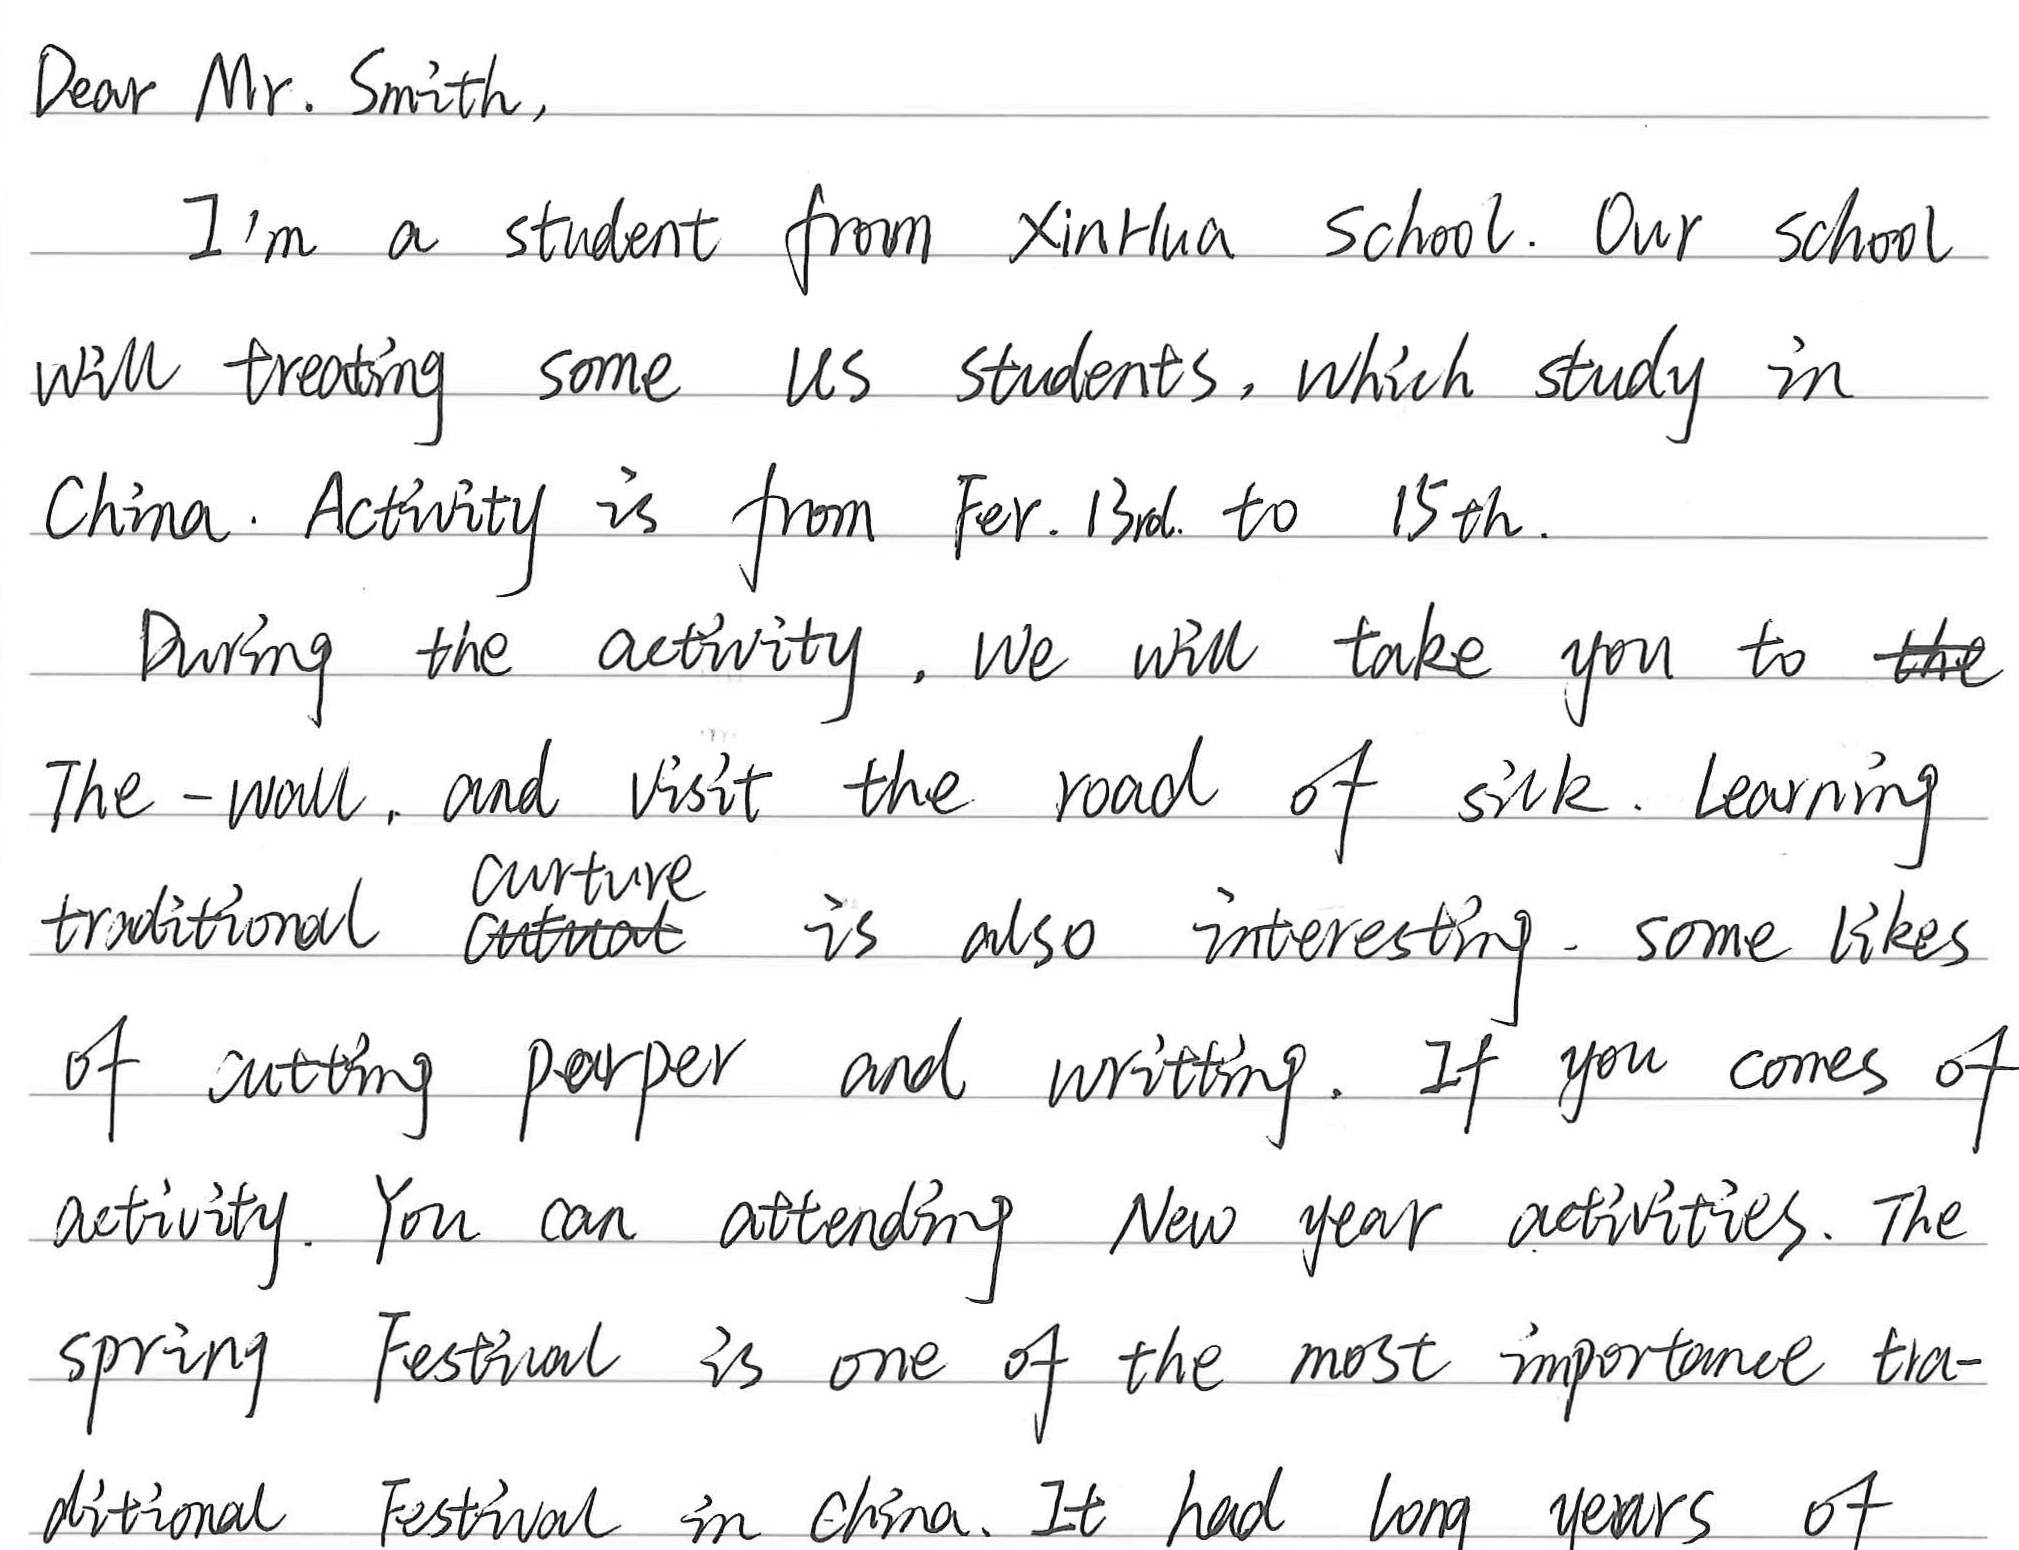 Dear Mr. Smith,
I'm a student from XinHua school. Our school
will treating some US students, which study in
China. Activity is from Fer. 13rd. to 15th.
During the activity, we will take you to the
The-wall, and visit the road of silk. Learning
curture
traditional is also interesting. some likes
of cutting parper and writting. If you comes of
activity. You can attending New year activities. The
spring Festival is one of the most importance tra-
ditional Festival in China. It had long years of